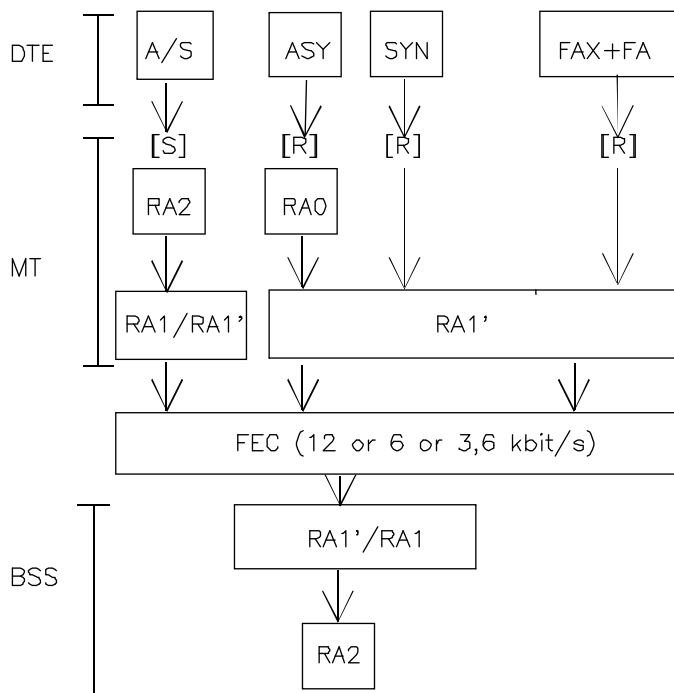 DTE A/S ASY SYN FAX+FA
[S] [R] [R] [R]
RA2 RA0
MT
RA1/RA1' RA1'
FEC (12 or 6 or 3,6 kbit/s)
RA1'/RA1
BSS
RA2